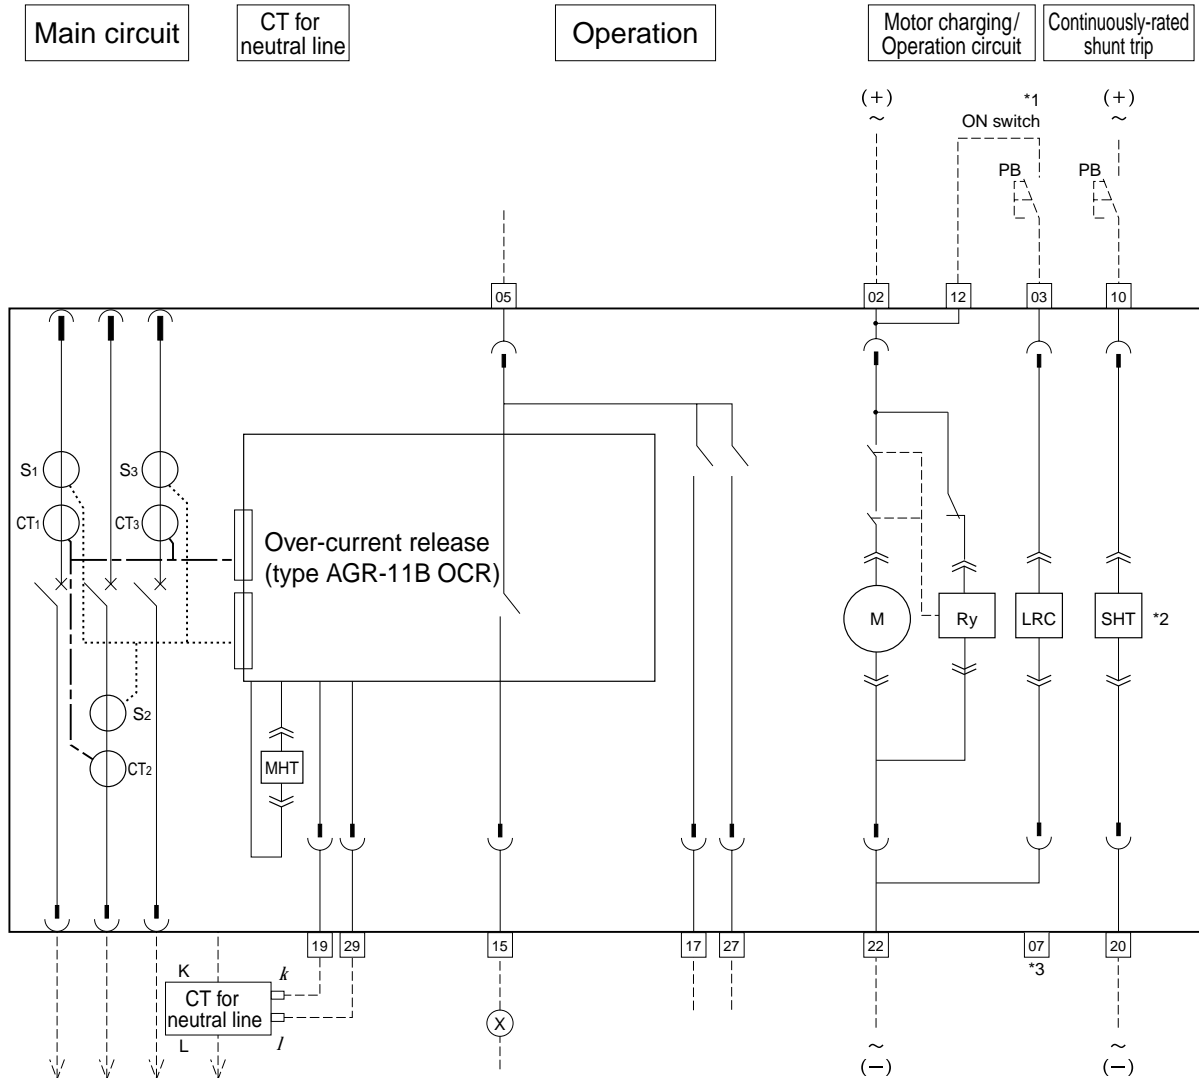 Main circuit
CT for
neutral line
Operation
Motor charging/
Operation circuit
Continuously-rated
shunt trip
(+)
~
*1
ON switch
(+)
~
PB
PB
05
02
12
03
10
S1
S3
CT1
CT3
Over-current release
(type AGR-11B OCR)
M
Ry
LRC
SHT
*2
S2
CT2
MHT
19
29
15
17
27
22
07
20
*3
K
k
CT for
neutral line
L
l
X
~
(−)
~
(−)